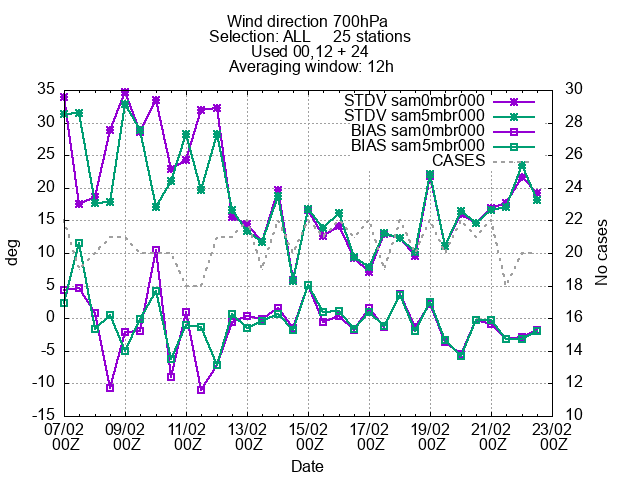 Wind direction 700hPa
Selection: ALL 25 stations
Used 00,12 + 24
Averaging window: 12h
35 30
30 28
25 26
20 24
15 22
10 20
5 18
0 16
-5 14
-10 12
-15 10
STDV sam0mbr000
STDV sam5mbr000
BIAS sam0mbr000
BIAS sam5mbr000
CASES
deg
No cases
07/02 09/02 11/02 13/02 15/02 17/02 19/02 21/02 23/02
00Z 00Z 00Z 00Z 00Z 00Z 00Z 00Z 00Z
Date